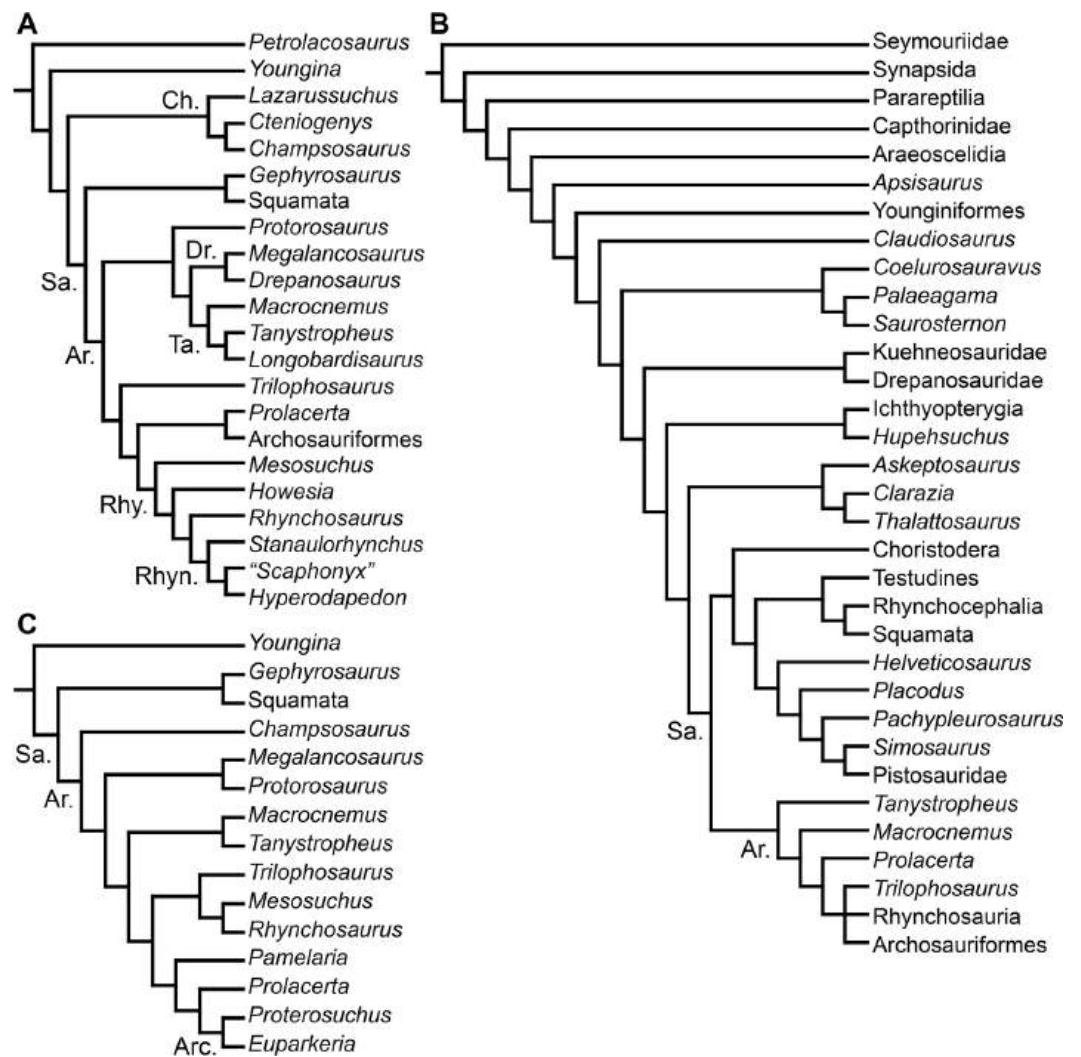 A
Petrolacosaurus
Youngina
Ch.
Lazarussuchus
Cteniogenys
Champsosaurus
Gephyrosaurus
Squamata
Protorosaurus
Dr.
Megalancosaurus
Drepanosaurus
Sa.
Macrocnemus
Ta.
Tanystropheus
Ar.
Longobardisaurus
Trilophosaurus
Prolacerta
Archosauriformes
Mesosuchus
Rhy.
Howesia
Rhynchosaurus
Stanaulorhynchus
Rhyn.
"Scaphonyx"
Hyperodapedon
C
Youngina
Gephyrosaurus
Squamata
Sa.
Champsosaurus
Megalancosaurus
Ar.
Protorosaurus
Macrocnemus
Tanystropheus
Trilophosaurus
Mesosuchus
Rhynchosaurus
Pamelaria
Prolacerta
Proterosuchus
Arc.
Euparkeria
B
Seymouriidae
Synapsida
Parareptilia
Capthorinidae
Araeoscelidia
Apsisaurus
Younginiformes
Claudiosaurus
Coelurosauravus
Palaeagama
Saurosternon
Kuehneosauridae
Drepanosauridae
Ichthyopterygia
Hupehsuchus
Askeptosaurus
Clarazia
Thalattosaurus
Choristodera
Testudines
Rhynchocephalia
Squamata
Helveticosaurus
Placodus
Pachypleurosaurus
Sa.
Simosaurus
Pistosauridae
Tanystropheus
Macrocnemus
Ar.
Prolacerta
Trilophosaurus
Rhynchosauria
Archosauriformes